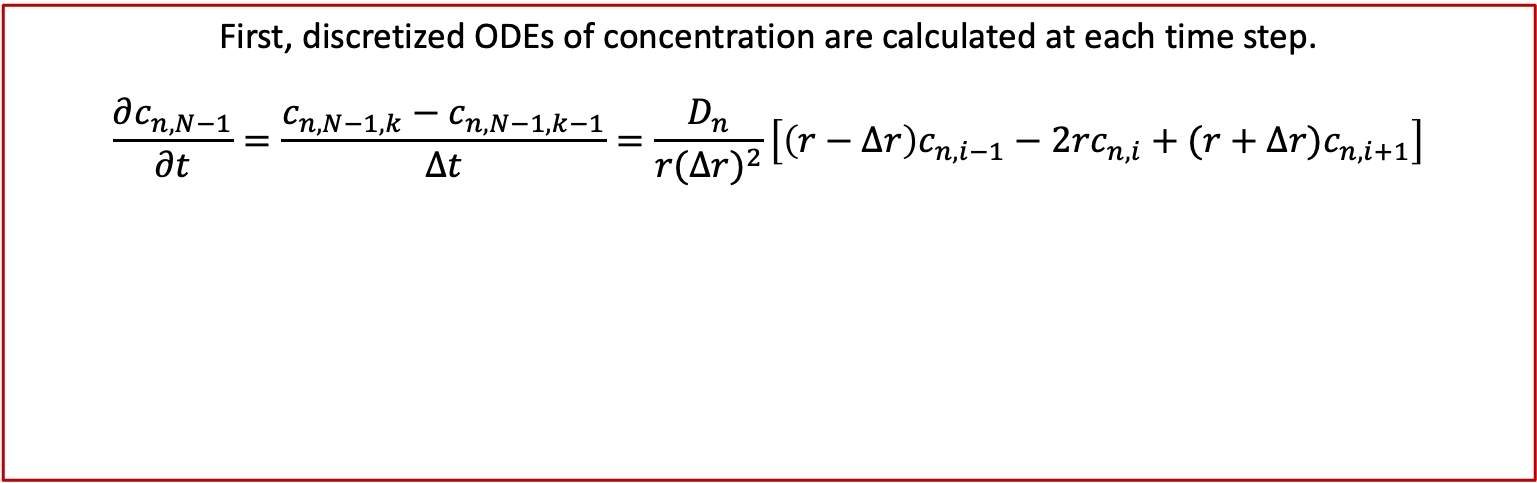 First, discretized ODEs of concentration are calculated at each time step.
∂c_{n,N−1}/∂t = (c_{n,N−1,k} − c_{n,N−1,k−1})/Δt = D_n/(r(Δr)²) [(r − Δr)c_{n,i−1} − 2rc_{n,i} + (r + Δr)c_{n,i+1}]